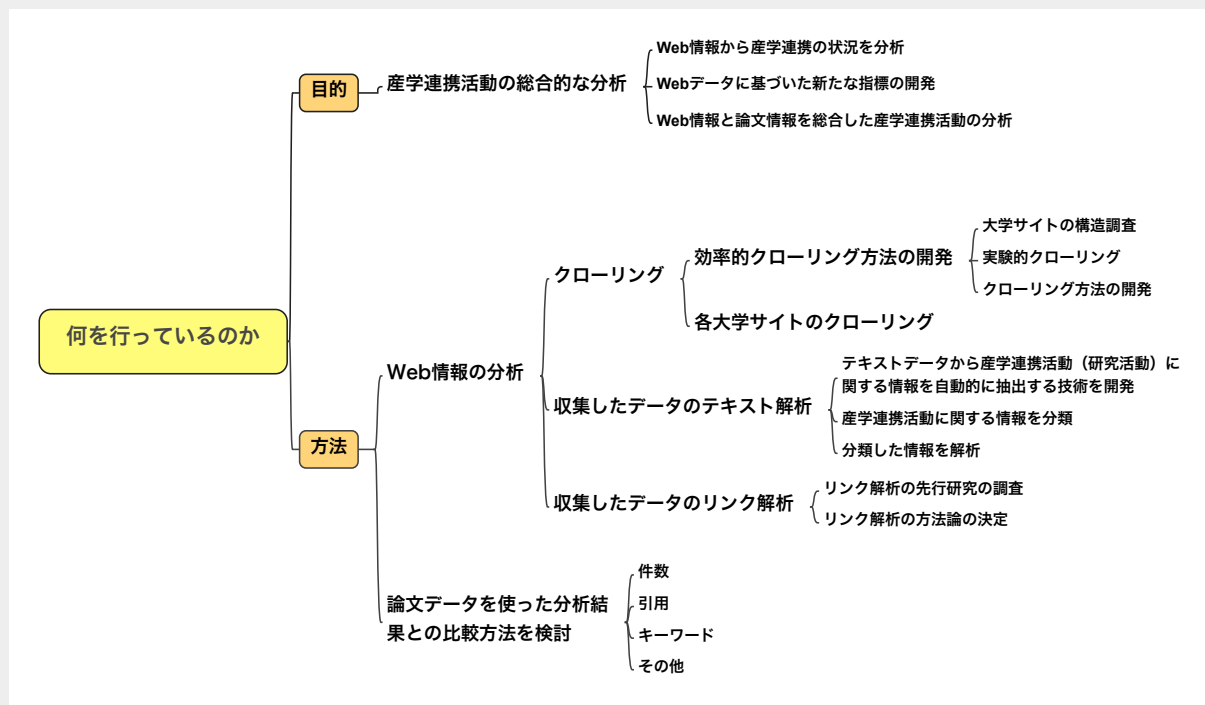 何を行っているのか
目的
産学連携活動の総合的な分析
Web情報から産学連携の状況を分析
Webデータに基づいた新たな指標の開発
Web情報と論文情報を総合した産学連携活動の分析
方法
Web情報の分析
クローリング
効率的クローリング方法の開発
大学サイトの構造調査
実験的クローリング
クローリング方法の開発
各大学サイトのクローリング
収集したデータのテキスト解析
テキストデータから産学連携活動（研究活動）に
関する情報を自動的に抽出する技術を開発
産学連携活動に関する情報を分類
分類した情報を解析
収集したデータのリンク解析
リンク解析の先行研究の調査
リンク解析の方法論の決定
論文データを使った分析結
果との比較方法を検討
件数
引用
キーワード
その他